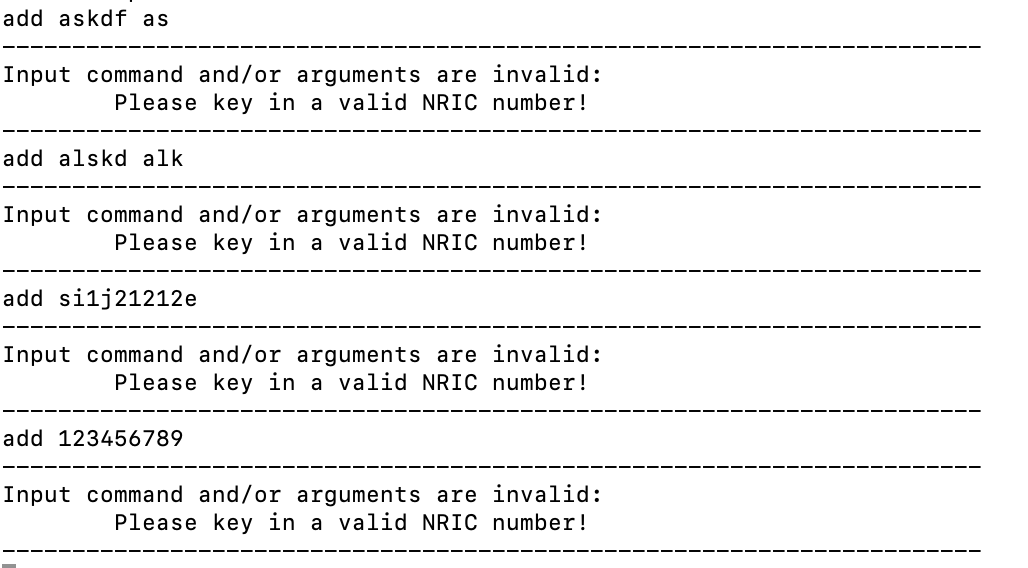 add askdf as
----------------------------------------------------------------------
Input command and/or arguments are invalid:
        Please key in a valid NRIC number!
----------------------------------------------------------------------
add alskd alk
----------------------------------------------------------------------
Input command and/or arguments are invalid:
        Please key in a valid NRIC number!
----------------------------------------------------------------------
add si1j21212e
----------------------------------------------------------------------
Input command and/or arguments are invalid:
        Please key in a valid NRIC number!
----------------------------------------------------------------------
add 123456789
----------------------------------------------------------------------
Input command and/or arguments are invalid:
        Please key in a valid NRIC number!
----------------------------------------------------------------------